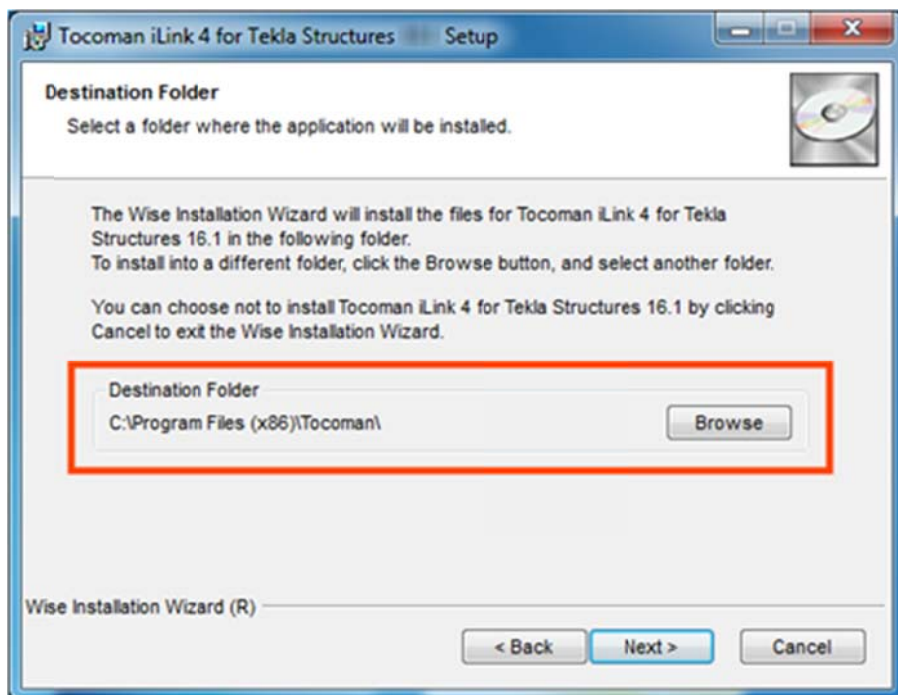 Tocoman iLink 4 for Tekla Structures Setup
Destination Folder
Select a folder where the application will be installed.
The Wise Installation Wizard will install the files for Tocoman iLink 4 for Tekla
Structures 16.1 in the following folder.
To install into a different folder, click the Browse button, and select another folder.
You can choose not to install Tocoman iLink 4 for Tekla Structures 16.1 by clicking
Cancel to exit the Wise Installation Wizard.
Destination Folder
C:\Program Files (x86)\Tocoman\
Browse
Wise Installation Wizard (R)
< Back
Next >
Cancel